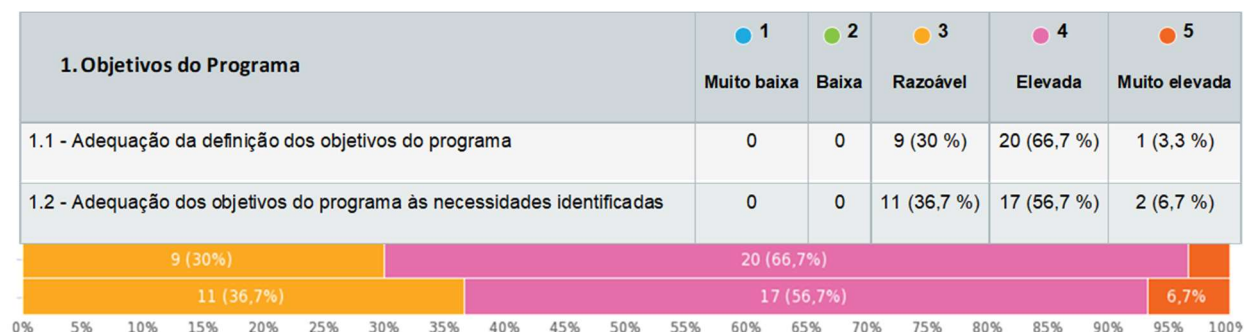 1. Objetivos do Programa
1 2 3 4 5
Muito baixa Baixa Razoável Elevada Muito elevada
1.1 - Adequação da definição dos objetivos do programa 0 0 9 (30 %) 20 (66,7 %) 1 (3,3 %)
1.2 - Adequação dos objetivos do programa às necessidades identificadas 0 0 11 (36,7 %) 17 (56,7 %) 2 (6,7 %)
9 (30%) 20 (66,7%)
11 (36,7%) 17 (56,7%) 6,7%
0% 5% 10% 15% 20% 25% 30% 35% 40% 45% 50% 55% 60% 65% 70% 75% 80% 85% 90% 95% 100%